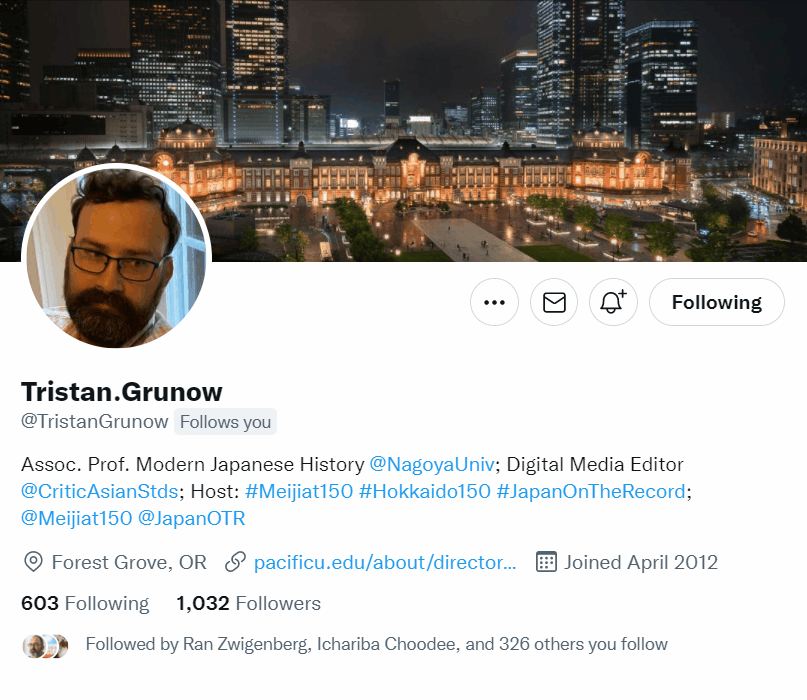 Following
Tristan.Grunow
@TristanGrunow Follows you
Assoc. Prof. Modern Japanese History @NagoyaUniv; Digital Media Editor
@CriticAsianStds; Host: #Meijiat150 #Hokkaido150 #JapanOnTheRecord;
@Meijiat150 @JapanOTR
Forest Grove, OR pacificu.edu/about/director... Joined April 2012
603 Following 1,032 Followers
Followed by Ran Zwigenberg, Ichariba Choodee, and 326 others you follow